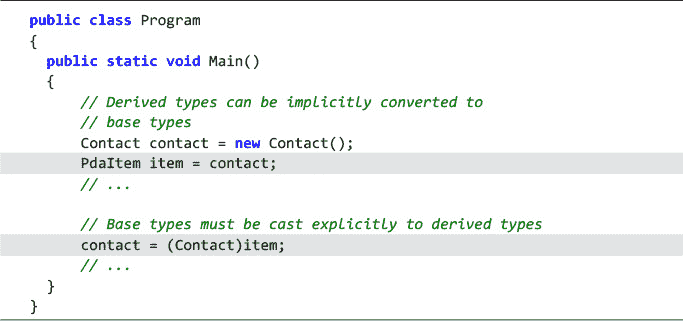 public class Program
{
public static void Main()
{
// Derived types can be implicitly converted to
// base types
Contact contact = new Contact();
PdaItem item = contact;
// ...
// Base types must be cast explicitly to derived types
contact = (Contact)item;
// ...
}
}